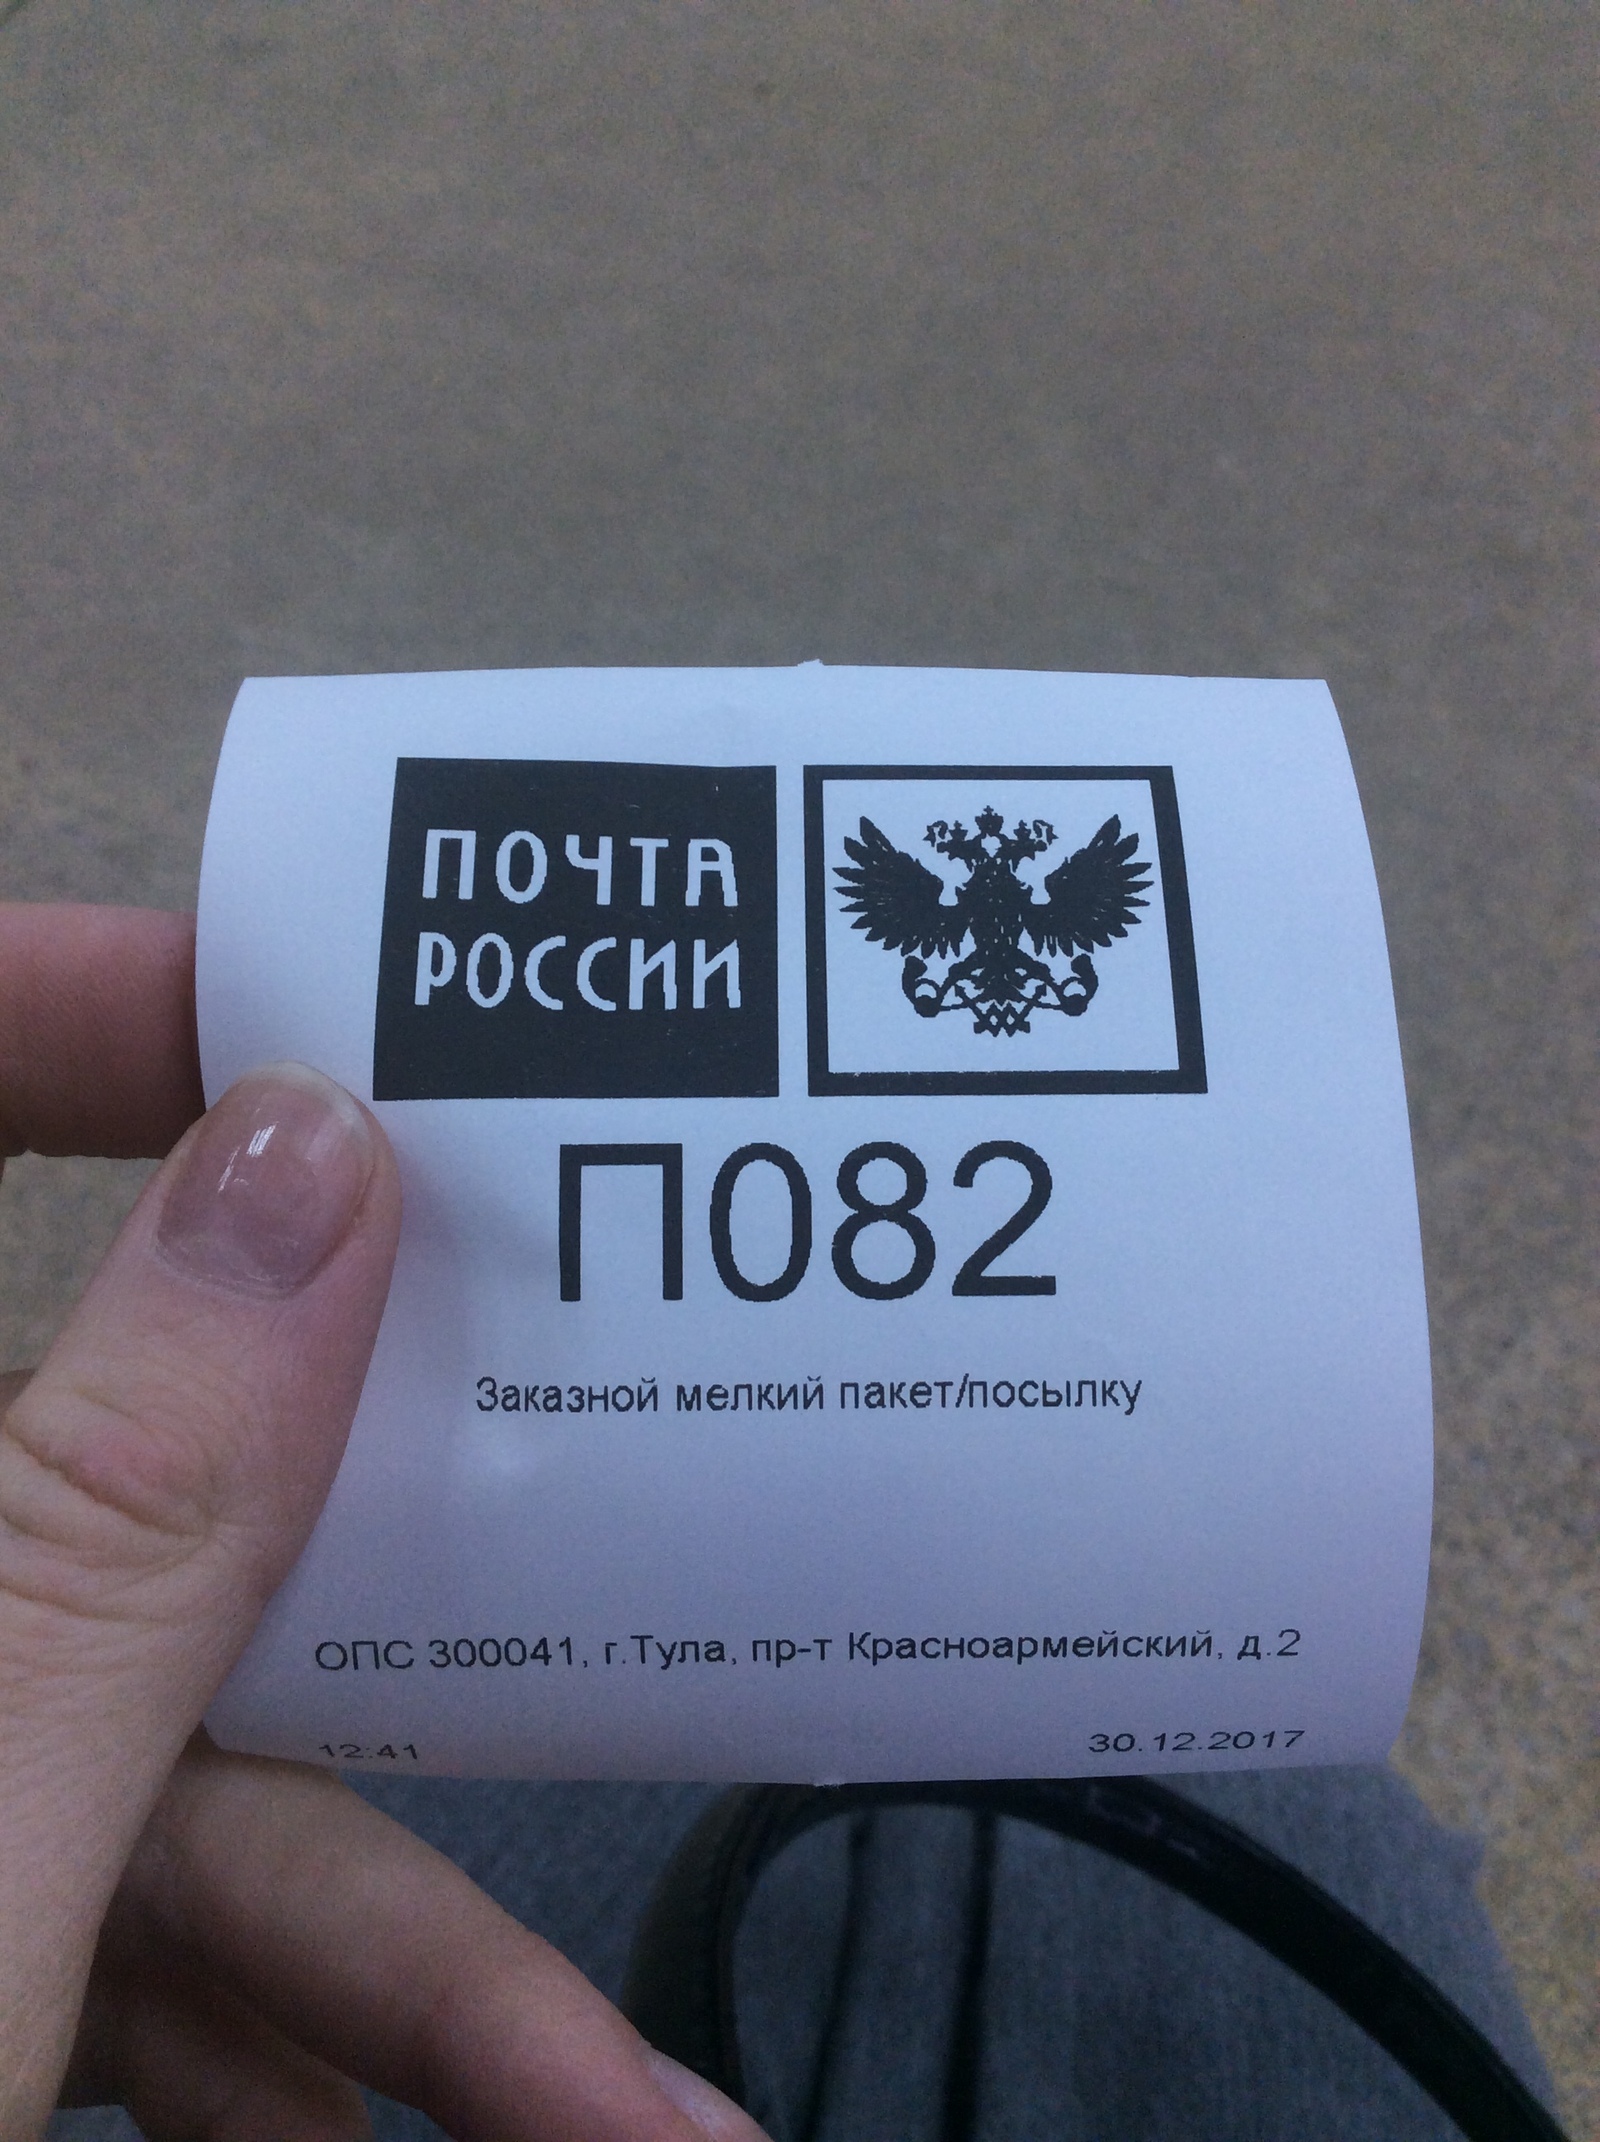 ПОЧТА
РОССИИ
П082
Заказной мелкий пакет/посылку
ОПС 300041, г.Тула, пр-т Красноармейский, д.2
12:41 30.12.2017